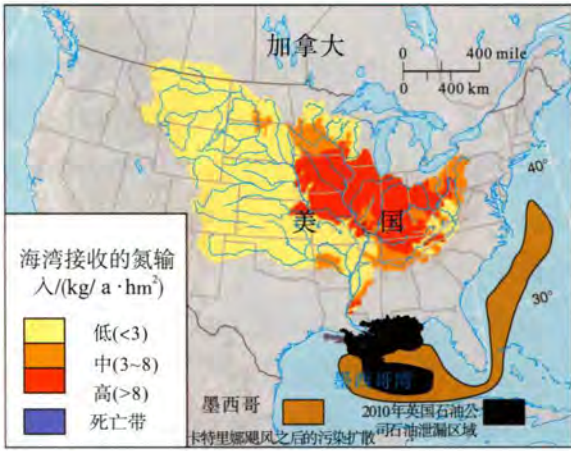 加拿大
0 400 mile
0 400 km
40°
美 国
30°
海湾接收的氮输
入/(kg/ a ·hm²)
低(<3)
中(3~8)
高(>8)
死亡带
墨西哥湾
墨西哥
2010年英国石油公
司石油泄漏区域
卡特里娜飓风之后的污染扩散